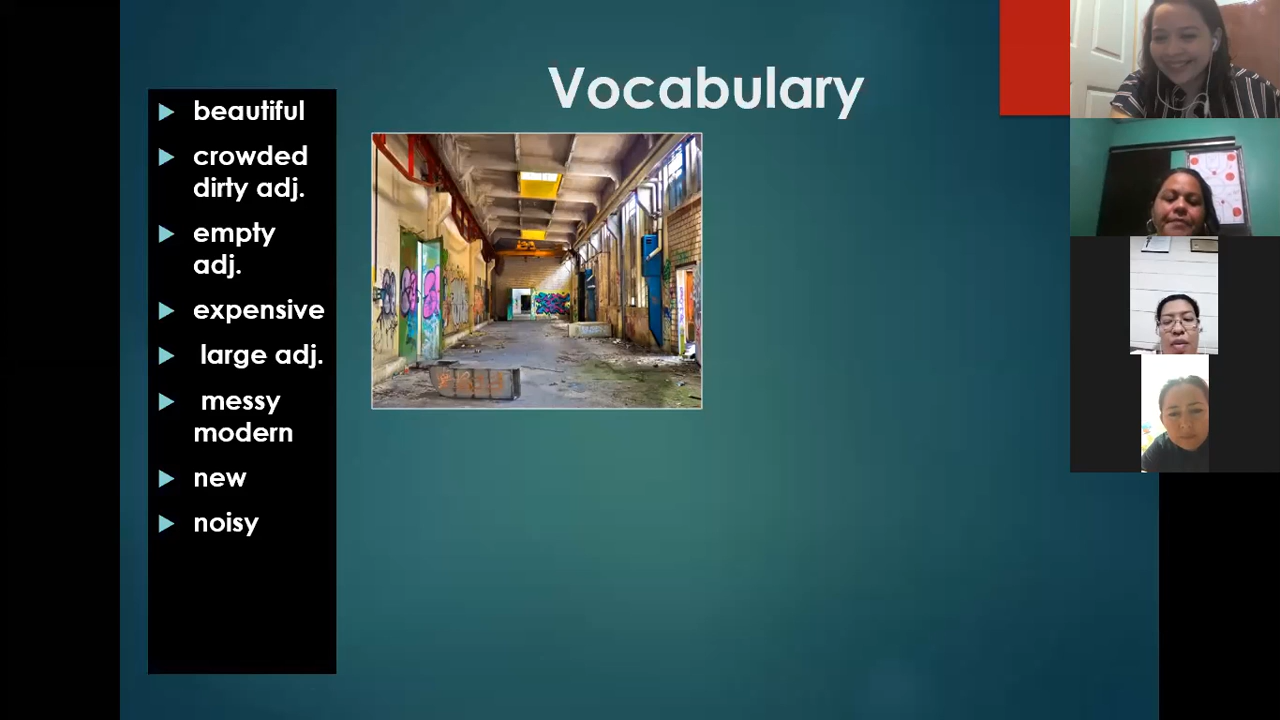 Vocabulary
beautiful
crowded
dirty adj.
empty
adj.
expensive
large adj.
messy
modern
new
noisy